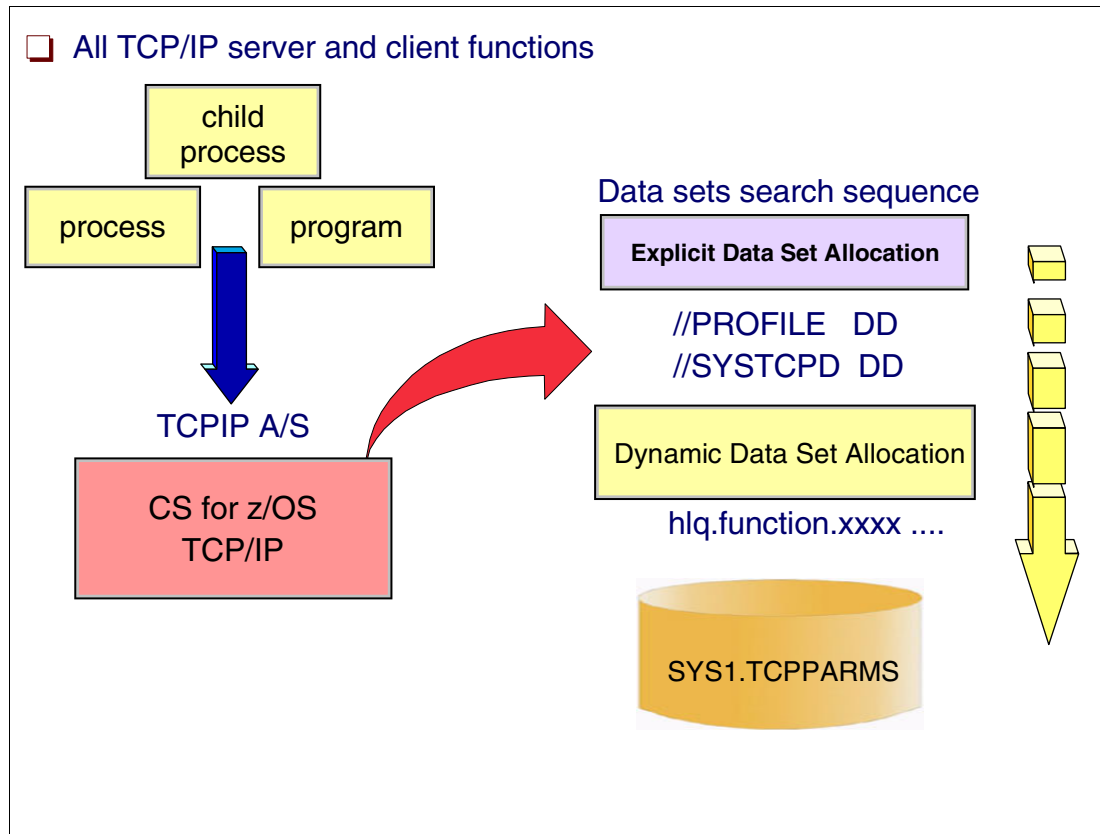 All TCP/IP server and client functions
child
process
process
program
TCPIP A/S
CS for z/OS
TCP/IP
Data sets search sequence
Explicit Data Set Allocation
//PROFILE DD
//SYSTCPD DD
Dynamic Data Set Allocation
hlq.function.xxxx ....
SYS1.TCPPARMS